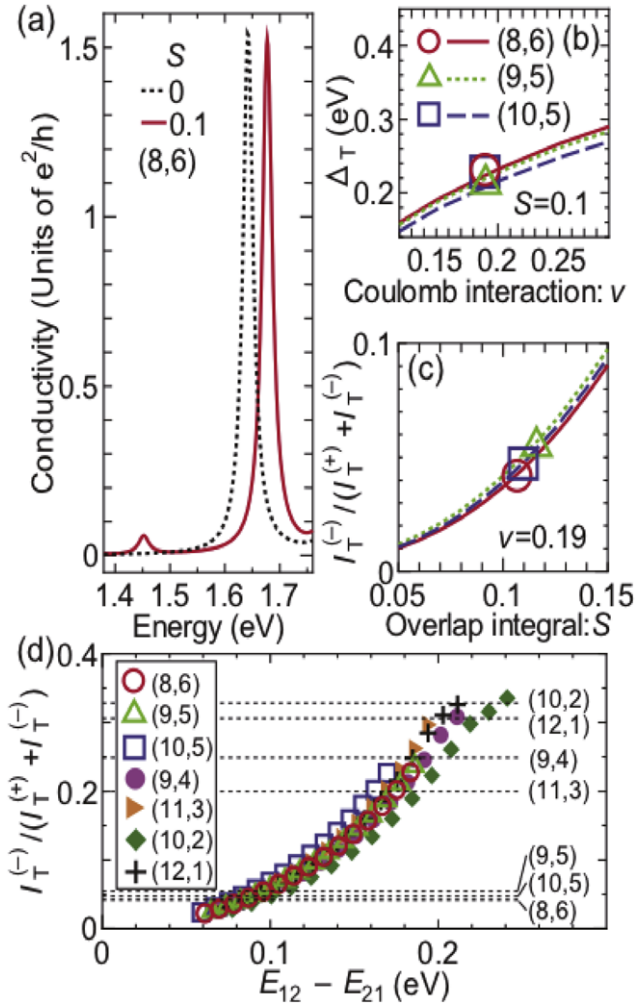 (a)
1.5
1
0.5
0
S
0
0.1
(8,6)
Conductivity (Units of e²/h)
1.4 1.5 1.6 1.7
Energy (eV)
(b)
0.4
0.3
0.2
Δ_T (eV)
(8,6)
(9,5)
(10,5)
S=0.1
0.15 0.2 0.25
Coulomb interaction: v
(c)
0.1
0
I_T^(−)/(I_T^(+) + I_T^(−))
v=0.19
0.05 0.1 0.15
Overlap integral: S
(d)
0.4
0.2
0
I_T^(−)/(I_T^(+) + I_T^(−))
(8,6)
(9,5)
(10,5)
(9,4)
(11,3)
(10,2)
(12,1)
(10,2)
(12,1)
(9,4)
(11,3)
(9,5)
(10,5)
(8,6)
0 0.1 0.2
E₁₂ − E₂₁ (eV)